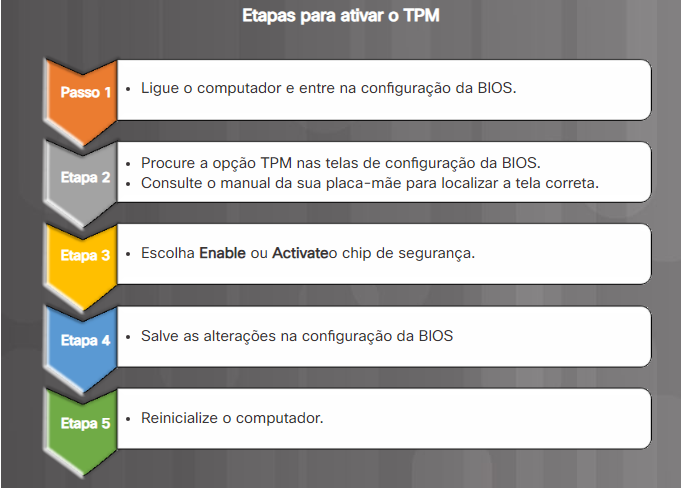 Etapas para ativar o TPM
Passo 1
• Ligue o computador e entre na configuração da BIOS.
Etapa 2
• Procure a opção TPM nas telas de configuração da BIOS.
• Consulte o manual da sua placa-mãe para localizar a tela correta.
Etapa 3
• Escolha Enable ou Activateo chip de segurança.
Etapa 4
• Salve as alterações na configuração da BIOS
Etapa 5
• Reinicialize o computador.